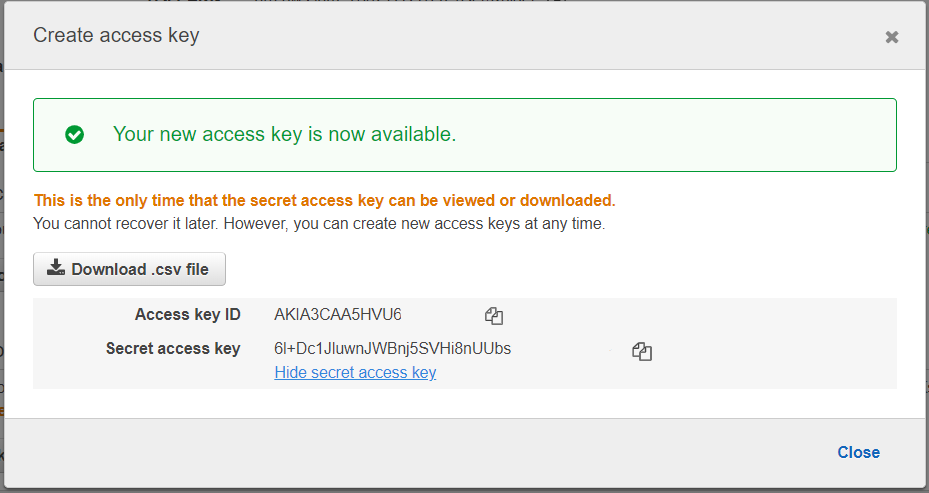 Create access key
Your new access key is now available.
This is the only time that the secret access key can be viewed or downloaded.
You cannot recover it later. However, you can create new access keys at any time.
Download .csv file
Access key ID AKIA3CAA5HVU6
Secret access key 6l+Dc1JluwnJWBnj5SVHi8nUUbs
Hide secret access key
Close